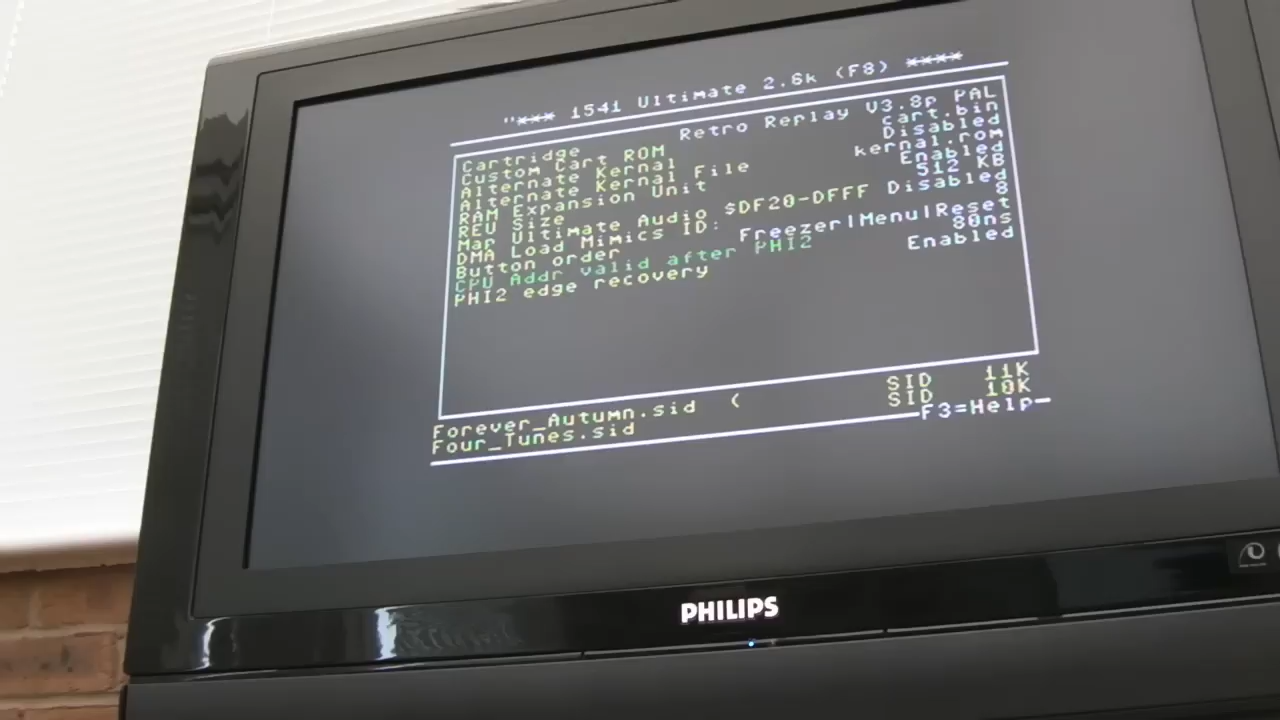 "*** 1541 Ultimate 2.6k (F8) ****
Cartridge Retro Replay V3.8p PAL
Custom Cart ROM cart.bin
Alternate Kernal Disabled
Alternate Kernal File kernal.rom
RAM Expansion Unit Enabled
REU Size 512 KB
Map Ultimate Audio $DF20-DFFF Disabled
DMA Load Mimics ID: 8
Button order Freezer|Menu|Reset
CPU Addr valid after PHI2 80ns
PHI2 edge recovery Enabled
Forever_Autumn.sid ( SID 11K
Four_Tunes.sid SID 10K
F3=Help
PHILIPS